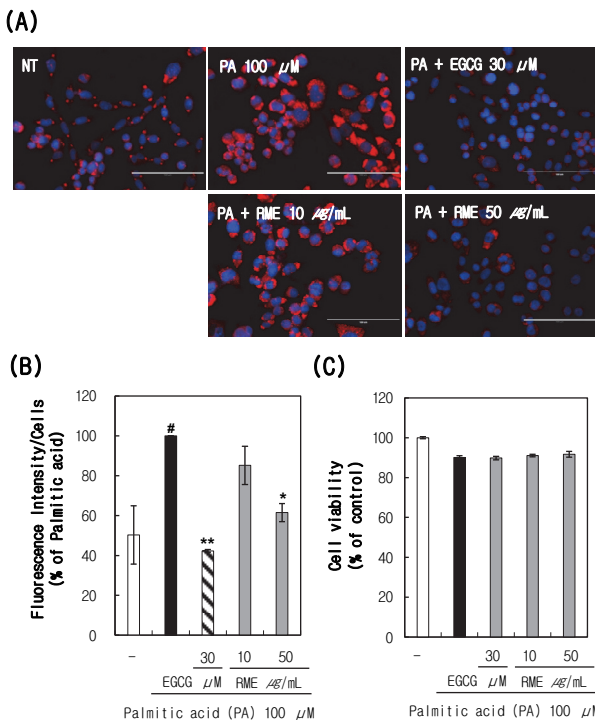 (A)
NT
PA 100 μM
PA + EGCG 30 μM
PA + RME 10 μg/mL
PA + RME 50 μg/mL
(B)
Fluorescence Intensity/Cells
(% of Palmitic acid)
120
100
80
60
40
20
0
#
**
*
-
30
10
50
EGCG μM RME μg/mL
Palmitic acid (PA) 100 μM
(C)
Cell viability
(% of control)
120
100
80
60
40
20
0
-
30
10
50
EGCG μM RME μg/mL
Palmitic acid (PA) 100 μM